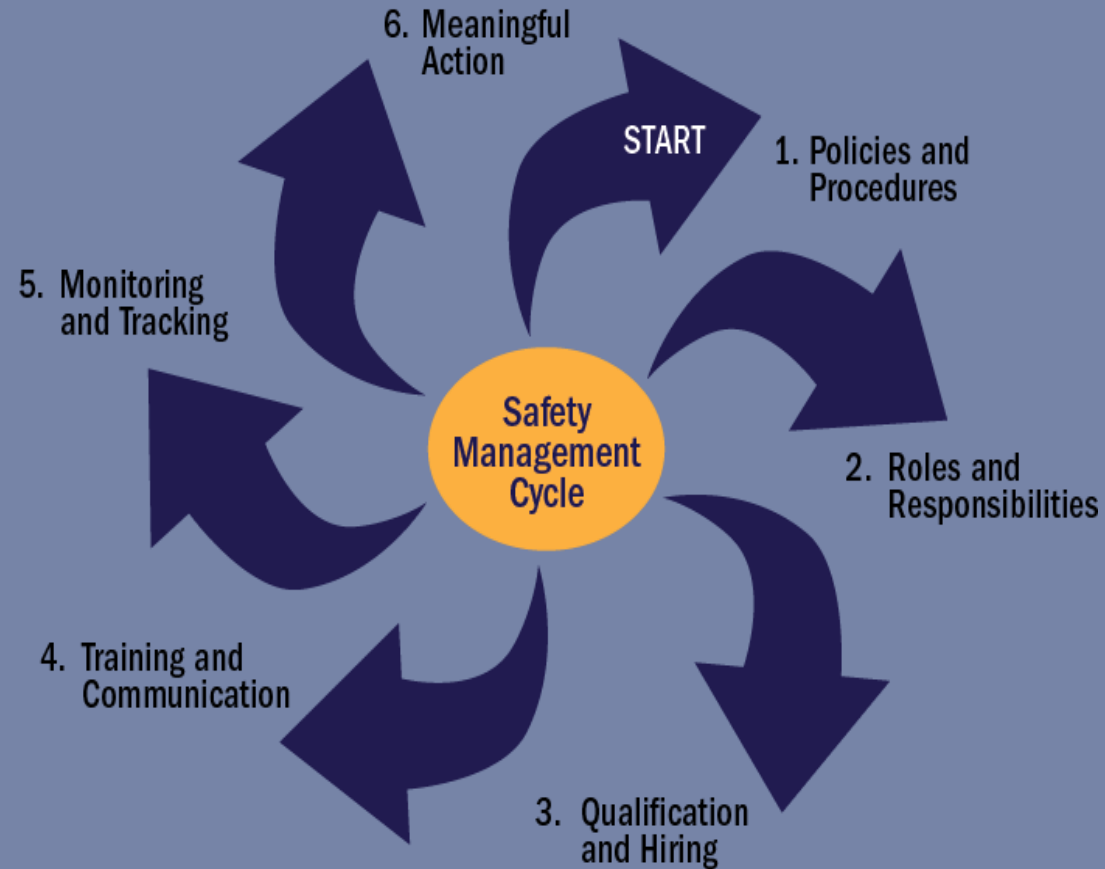 6. Meaningful
Action
START
1. Policies and
Procedures
5. Monitoring
and Tracking
Safety
Management
Cycle
2. Roles and
Responsibilities
4. Training and
Communication
3. Qualification
and Hiring